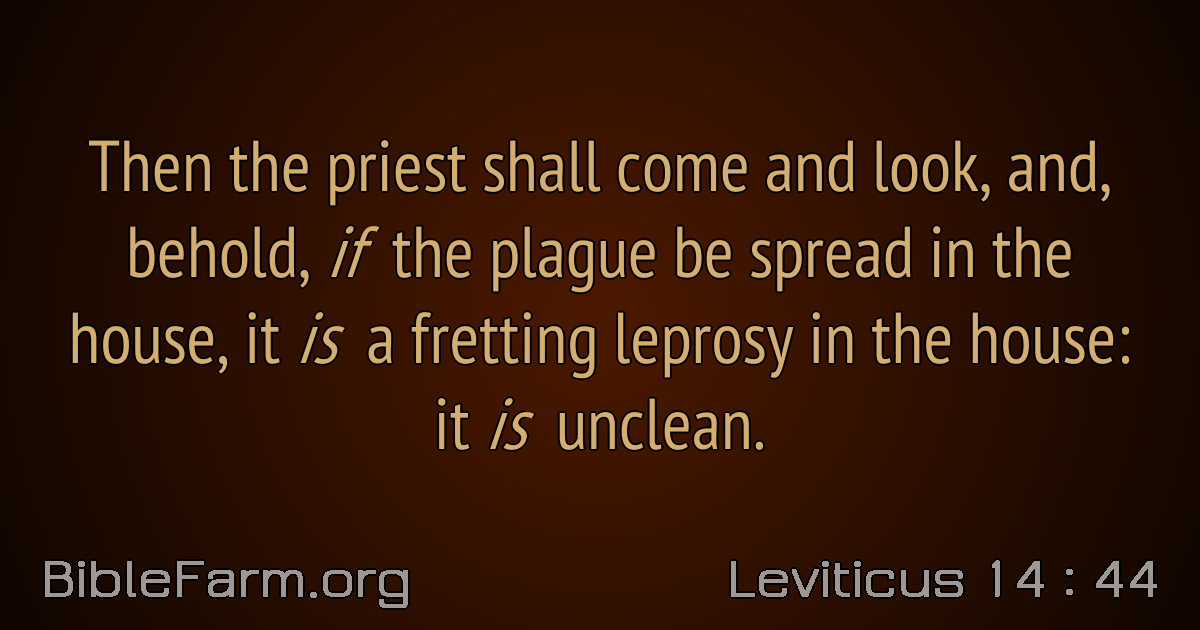 Then the priest shall come and look, and,
behold, if the plague be spread in the
house, it is a fretting leprosy in the house:
it is unclean.
BibleFarm.org
Leviticus 14 : 44